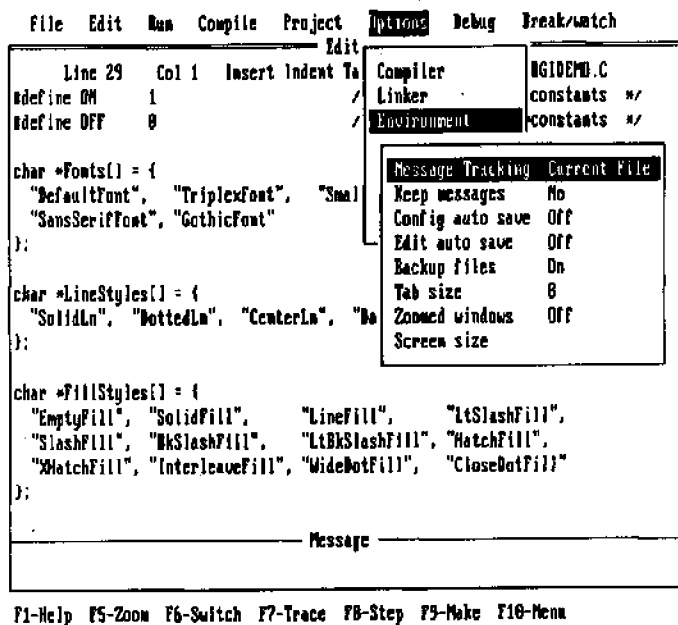 File Edit Run Compile Project Options Debug Break/watch
Edit
Line 29 Col 1 Insert Indent Ta Compiler BGIDEMO.C
#define ON 1 / Linker constants */
#define OFF 0 / Environment constants */
char *Fonts[] = {
Message Tracking Current File
"DefaultFont", "TriplexFont", "Smal Keep messages No
"SansSerifFont", "GothicFont" Config auto save Off
}; Edit auto save Off
Backup files On
char *LineStyles[] = { Tab size 8
"SolidLn", "DottedLn", "CenterLn", "Da Zoomed windows Off
}; Screen size
char *FillStyles[] = {
"EmptyFill", "SolidFill", "LineFill", "LtSlashFill",
"SlashFill", "BkSlashFill", "LtBkSlashFill", "HatchFill",
"XHatchFill", "InterleaveFill", "WideDotFill", "CloseDotFill"
};
Message
F1-Help F5-Zoom F6-Switch F7-Trace F8-Step F9-Make F10-Menu